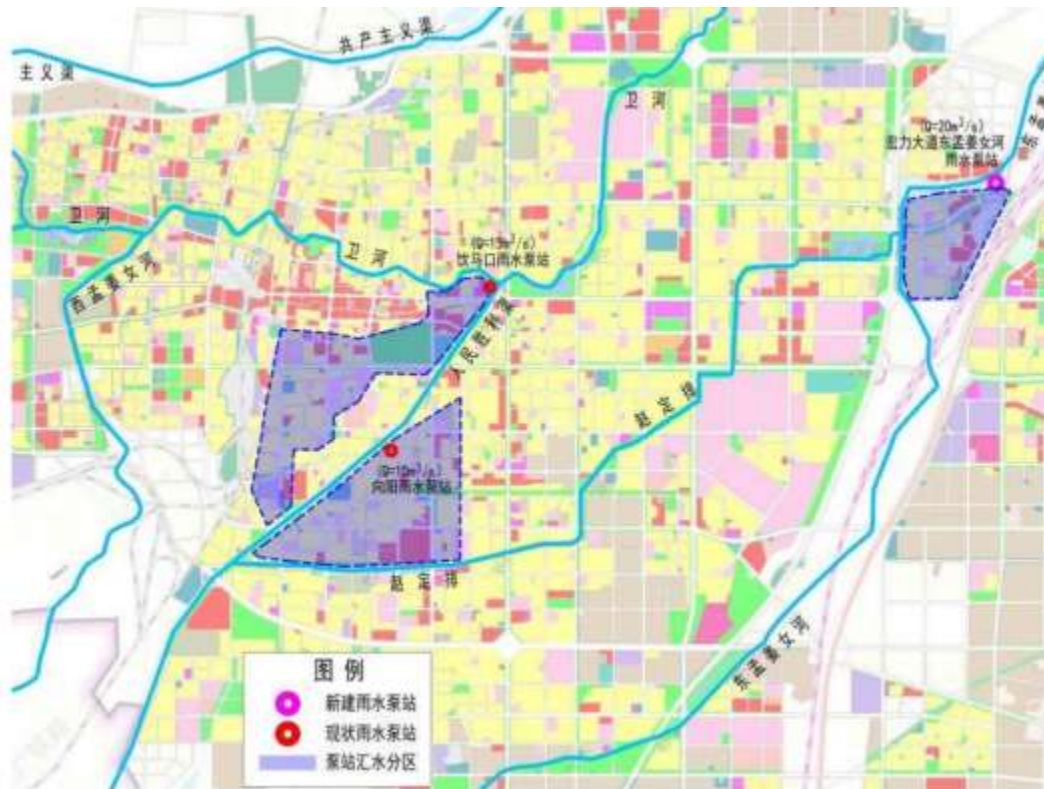 共产主义渠
主义渠
卫河
(Q=20m³/s)
宏力大道东孟姜女河
雨水泵站
卫河
卫河
(Q=15m³/s)
饮马口雨水泵站
西孟姜女河
人民胜利渠
赵定排
(Q=10m³/s)
向阳雨水泵站
赵定排
东孟姜女河
图例
新建雨水泵站
现状雨水泵站
泵站汇水分区